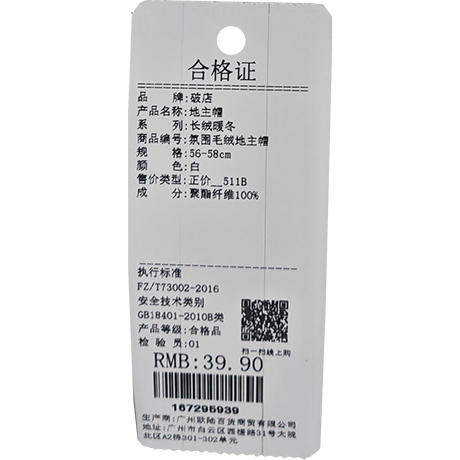 合格证
品 牌:破店
产品名称:地主帽
系 列:长绒暖冬
商品编号:氛围毛绒地主帽
规 格:56-58cm
颜 色:白
售价类型:正价__511B
成 分:聚酯纤维100%
执行标准
FZ/T73002-2016
安全技术类别
GB18401-2010B类
产品等级:合格品
检 验 员:01
扫一扫线上购
RMB:39.90
167295939
生产商:广州欧陆百货商贸有限公司
地址:广州市白云区西槎路31号大院
北区A2栋301-302单元